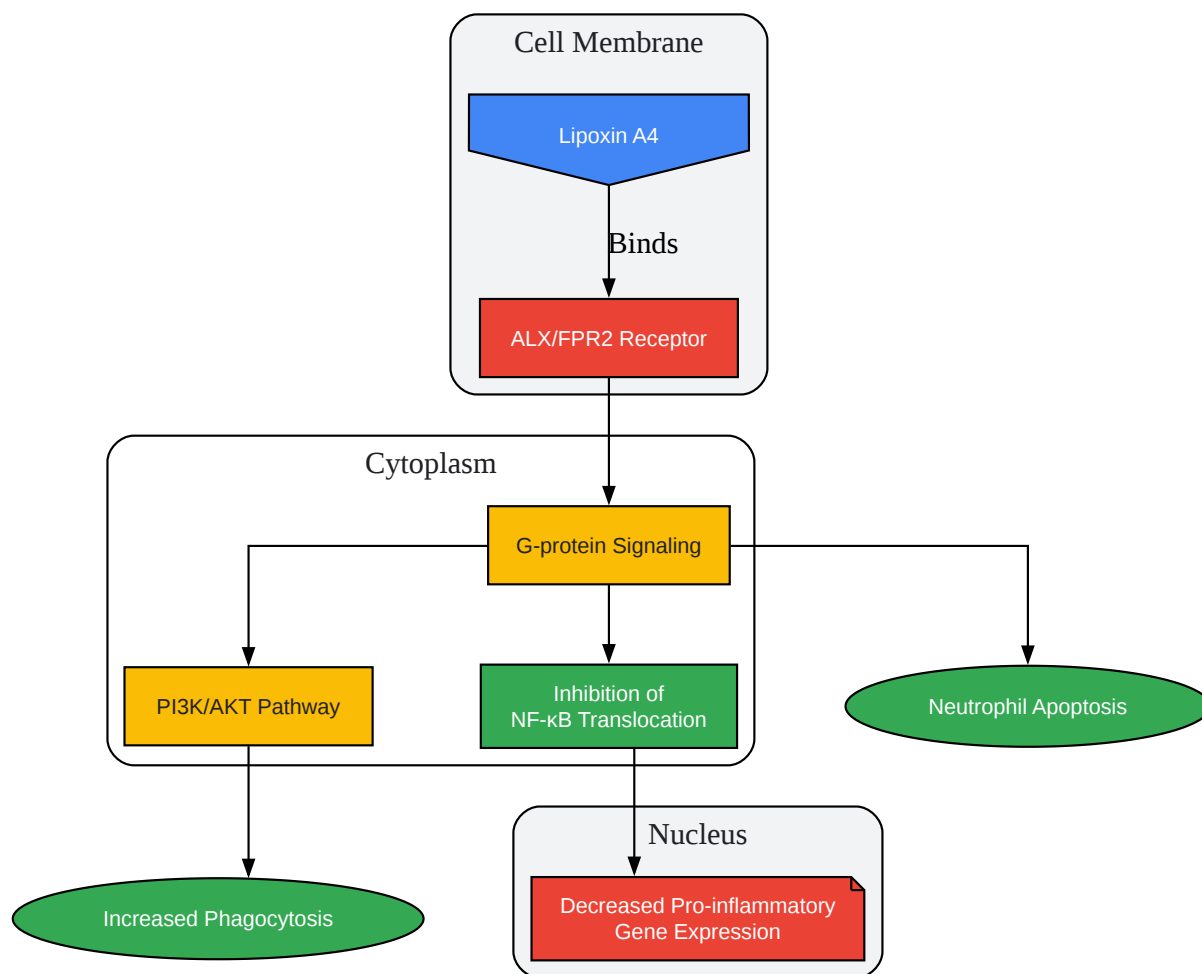 Cell Membrane
Lipoxin A4
Binds
ALX/FPR2 Receptor
Cytoplasm
G-protein Signaling
PI3K/AKT Pathway
Inhibition of
NF-κB Translocation
Neutrophil Apoptosis
Nucleus
Increased Phagocytosis
Decreased Pro-inflammatory
Gene Expression